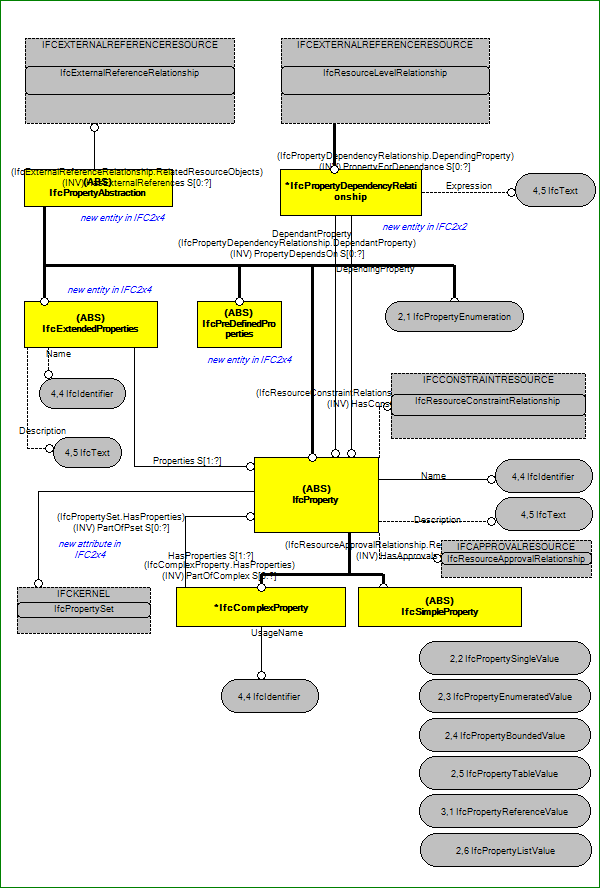 IFCEXTERNALREFERENCERESOURCE
IfcExternalReferenceRelationship
IFCEXTERNALREFERENCERESOURCE
IfcResourceLevelRelationship
(IfcExternalReferenceRelationship.RelatedResourceObjects)
(INV) HasExternalReferences S[0:?]
(ABS)
IfcPropertyAbstraction
new entity in IFC2x4
(IfcPropertyDependencyRelationship.DependingProperty)
(INV) PropertyForDependance S[0:?]
*IfcPropertyDependencyRelati
onship
Expression
4,5 IfcText
new entity in IFC2x2
DependantProperty
(IfcPropertyDependencyRelationship.DependantProperty)
(INV) PropertyDependsOn S[0:?]
DependingProperty
new entity in IFC2x4
(ABS)
IfcExtendedProperties
(ABS)
IfcPreDefinedPro
perties
new entity in IFC2x4
2,1 IfcPropertyEnumeration
Name
4,4 IfcIdentifier
Description
4,5 IfcText
Properties S[1:?]
(IfcResourceConstraintRelations
(INV) HasCons
IFCCONSTRAINTRESOURCE
IfcResourceConstraintRelationship
(ABS)
IfcProperty
Name
4,4 IfcIdentifier
Description
4,5 IfcText
(IfcPropertySet.HasProperties)
(INV) PartOfPset S[0:?]
new attribute in
IFC2x4
HasProperties S[1:?]
(IfcComplexProperty.HasProperties)
(INV) PartOfComplex S[0:?]
(IfcResourceApprovalRelationship.Re
(INV) HasApprovals
IFCAPPROVALRESOURCE
IfcResourceApprovalRelationship
IFCKERNEL
IfcPropertySet
*IfcComplexProperty
(ABS)
IfcSimpleProperty
UsageName
4,4 IfcIdentifier
2,2 IfcPropertySingleValue
2,3 IfcPropertyEnumeratedValue
2,4 IfcPropertyBoundedValue
2,5 IfcPropertyTableValue
3,1 IfcPropertyReferenceValue
2,6 IfcPropertyListValue